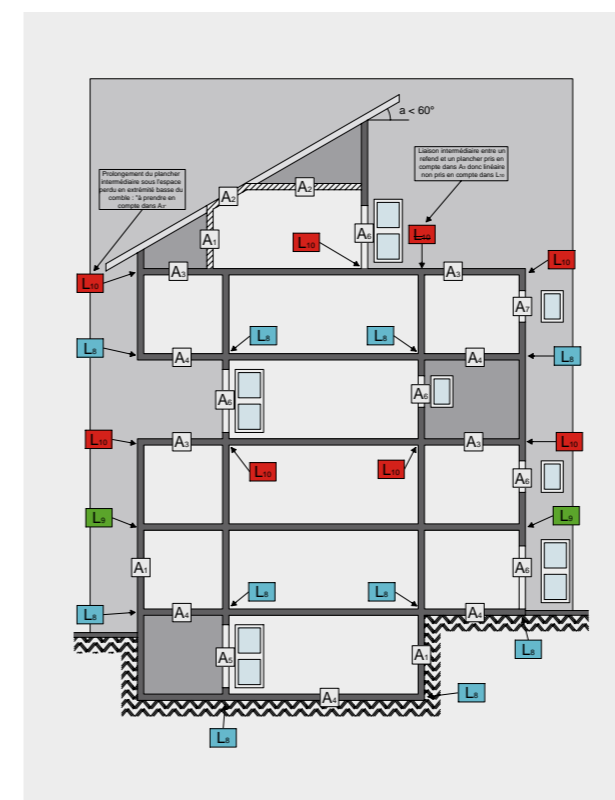 a < 60°
Liaison intermédiaire entre un
refend et un plancher pris en
compte dans A₃ donc linéaire
non pris en compte dans L₁₀
Prolongement du plancher
intermédiaire sous l'espace
perdu en extrémité basse du
comble : "à prendre en
compte dans A₃"
A₂
A₂
A₁
A₆
L₁₀
L₁₀
L₁₀
A₃
A₃
L₁₀
A₇
L₈
L₈
L₈
L₈
A₄
A₄
A₆
A₆
L₁₀
A₃
A₃
L₁₀
L₁₀
L₁₀
A₆
L₉
L₉
A₁
A₆
L₈
L₈
L₈
A₄
A₄
L₈
A₅
A₁
L₈
A₄
L₈